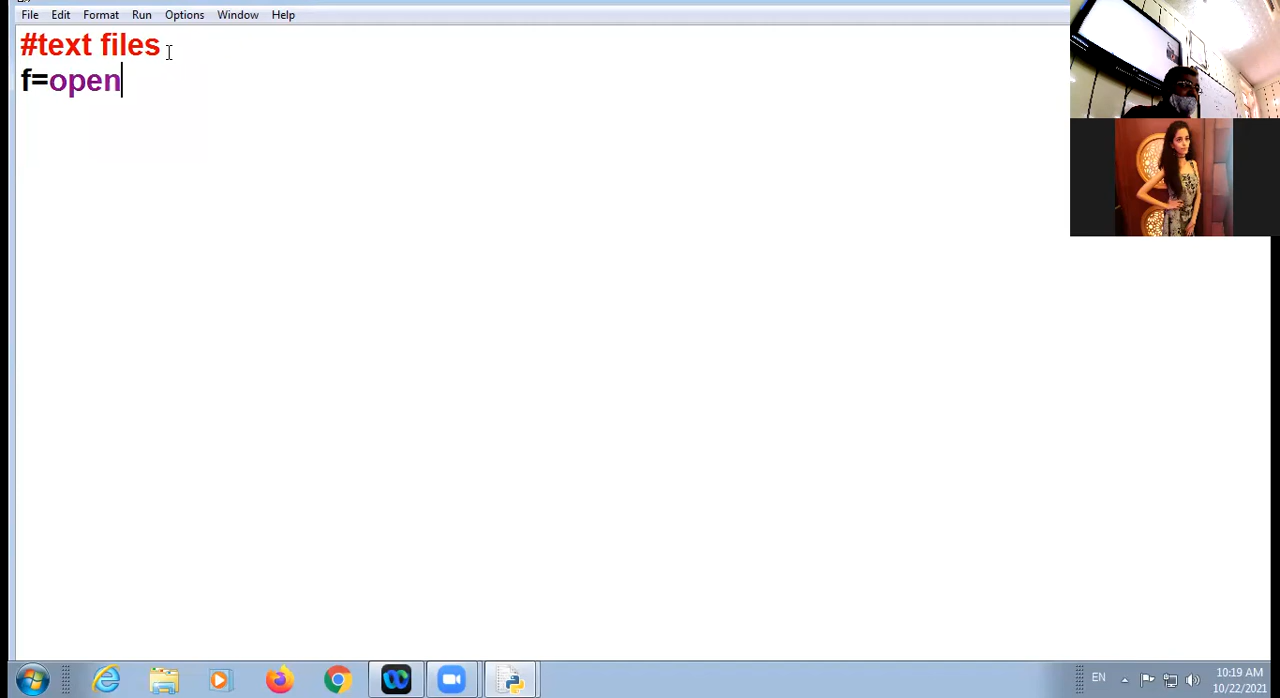 File Edit Format Run Options Window Help
#text files
f=open
EN
10:19 AM
10/22/2021